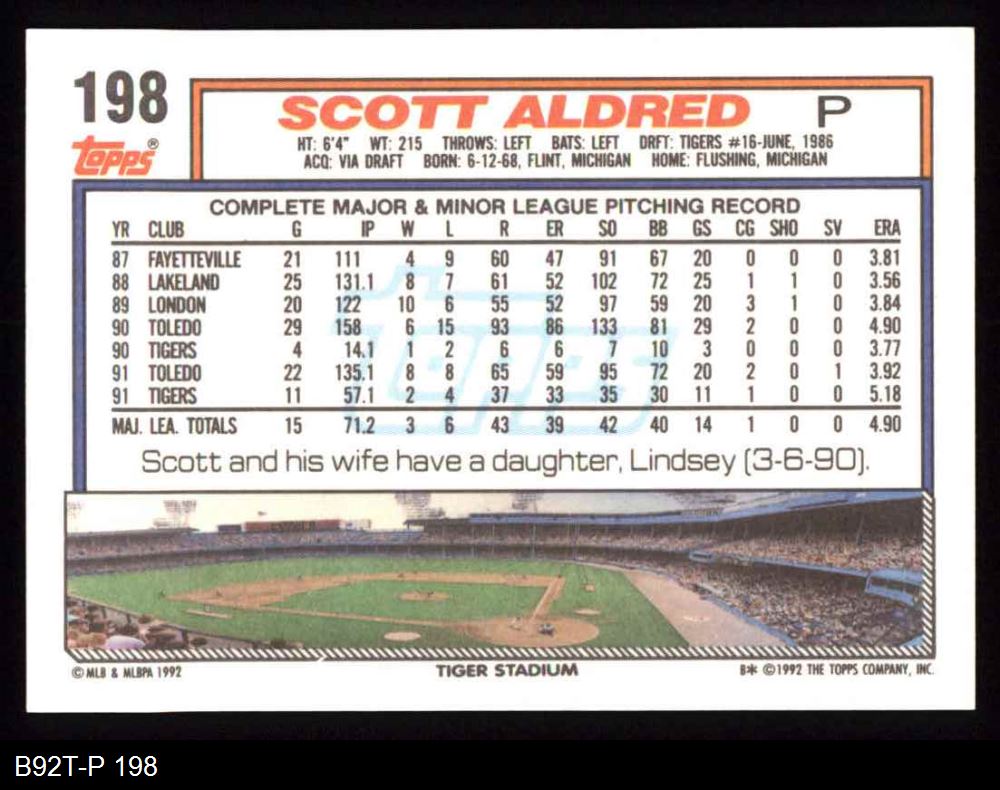 198
SCOTT ALDRED P
topps®
HT: 6'4" WT: 215 THROWS: LEFT BATS: LEFT DRFT: TIGERS #16-JUNE, 1986
ACQ: VIA DRAFT BORN: 6-12-68, FLINT, MICHIGAN HOME: FLUSHING, MICHIGAN
COMPLETE MAJOR & MINOR LEAGUE PITCHING RECORD
YR CLUB G IP W L R ER SO BB GS CG SHO SV ERA
87 FAYETTEVILLE 21 111 4 9 60 47 91 67 20 0 0 0 3.81
88 LAKELAND 25 131.1 8 7 61 52 102 72 25 1 1 0 3.56
89 LONDON 20 122 10 6 55 52 97 59 20 3 1 0 3.84
90 TOLEDO 29 158 6 15 93 86 133 81 29 2 0 0 4.90
90 TIGERS 4 14.1 1 2 6 6 7 10 3 0 0 0 3.77
91 TOLEDO 22 135.1 8 8 65 59 95 72 20 2 0 1 3.92
91 TIGERS 11 57.1 2 4 37 33 35 30 11 1 0 0 5.18
MAJ. LEA. TOTALS 15 71.2 3 6 43 39 42 40 14 1 0 0 4.90
topps
Scott and his wife have a daughter, Lindsey (3-6-90).
© MLB & MLBPA 1992 TIGER STADIUM B* ©1992 THE TOPPS COMPANY, INC.
B92T-P 198